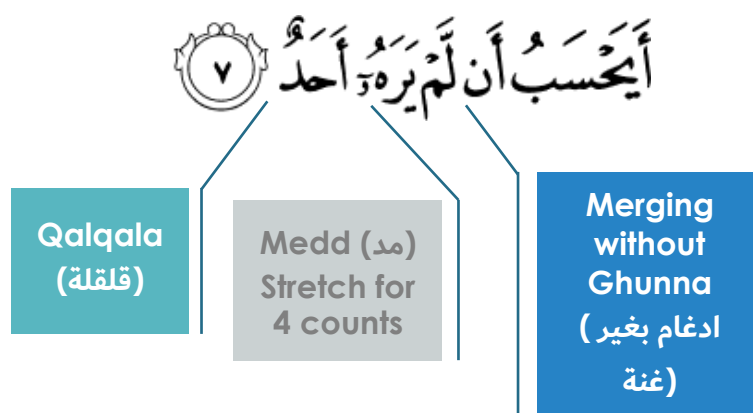 أَيَحْسَبُ أَن لَّمْ يَرَهُۥٓ أَحَدٌ ٧
Qalqala
(قلقلة)
Medd (مد)
Stretch for
4 counts
Merging
without
Ghunna
(ادغام بغير
غنة)